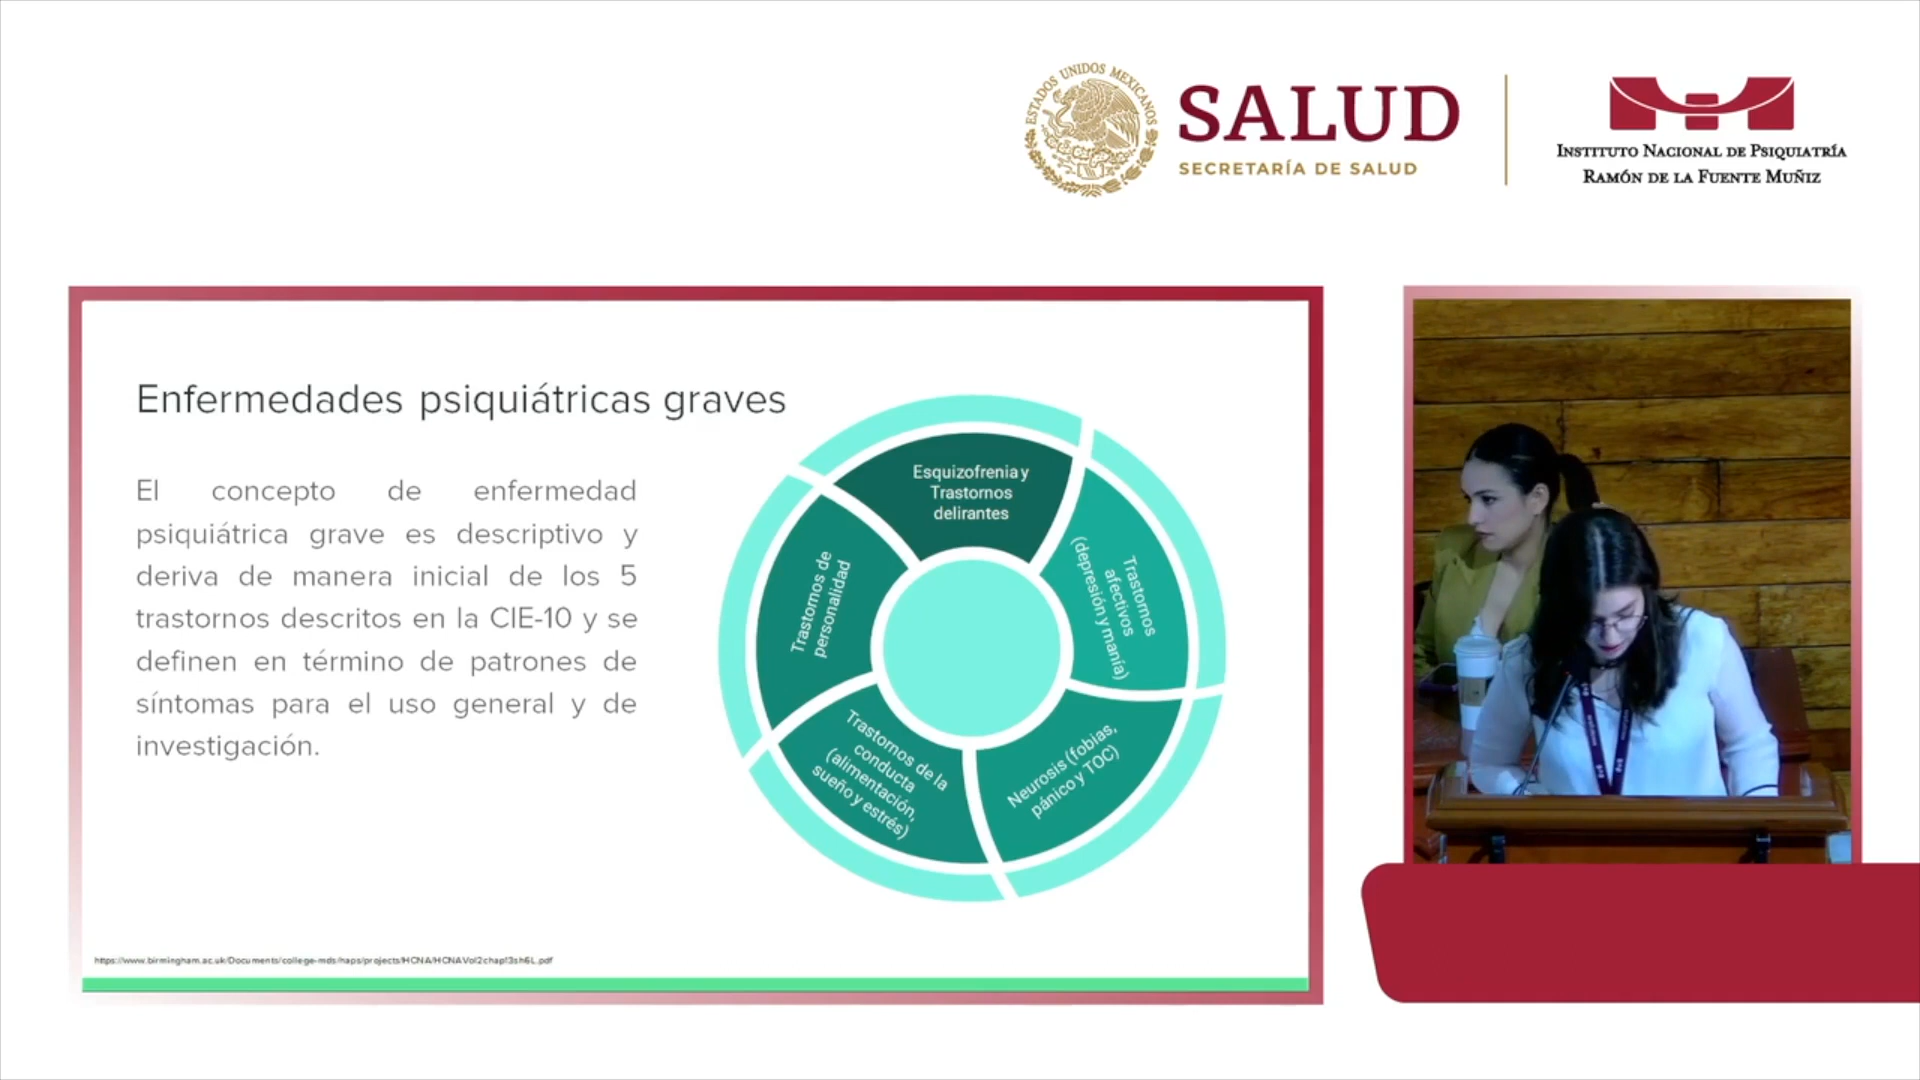 ESTADOS UNIDOS MEXICANOS
SALUD
SECRETARÍA DE SALUD
INSTITUTO NACIONAL DE PSIQUIATRÍA
RAMÓN DE LA FUENTE MUÑIZ
Enfermedades psiquiátricas graves
El concepto de enfermedad
psiquiátrica grave es descriptivo y
deriva de manera inicial de los 5
trastornos descritos en la CIE-10 y se
definen en término de patrones de
síntomas para el uso general y de
investigación.
Esquizofrenia y
Trastornos
delirantes
Trastornos
afectivos
(depresión y manía)
Neurosis (fobias,
pánico y TOC)
Trastornos de la
conducta
(alimentación,
sueño y estrés)
Trastornos de
personalidad
https://www.birmingham.ac.uk/Documents/college-mds/haps/projects/HCNA/HCNAVol2chap13sh6L.pdf